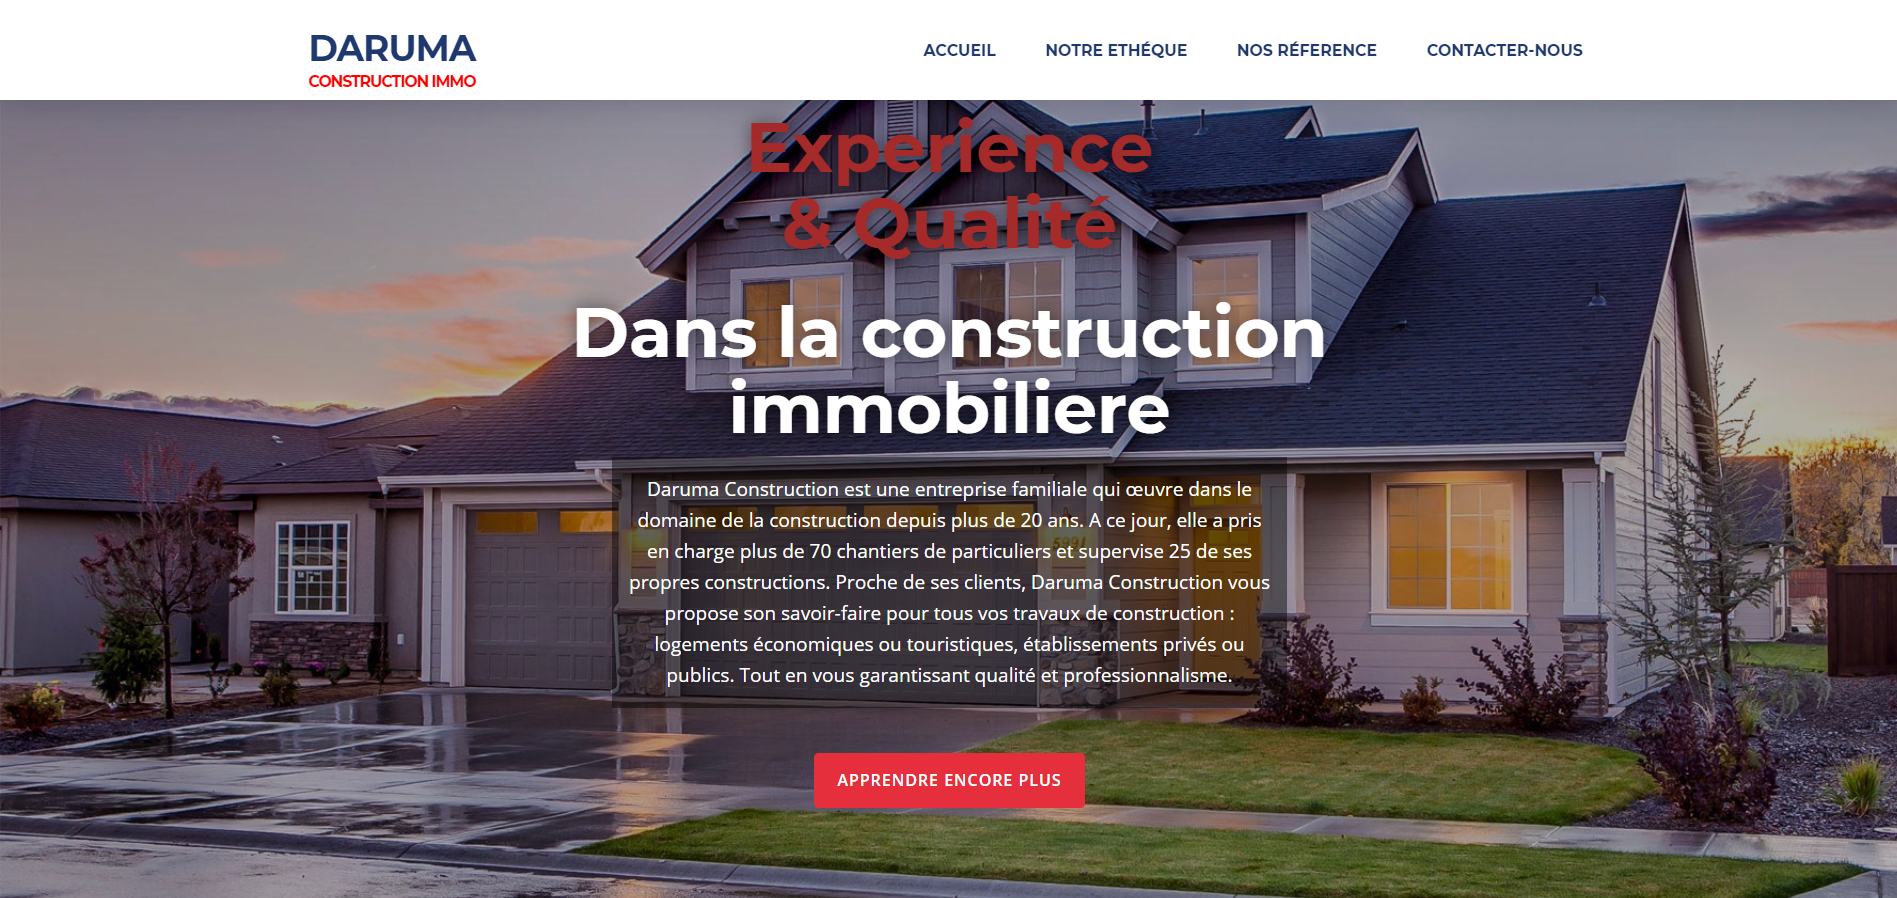 DARUMA
CONSTRUCTION IMMO
ACCUEIL
NOTRE ETHÉQUE
NOS RÉFERENCE
CONTACTER-NOUS
Experience
& Qualité
Dans la construction
immobiliere
Daruma Construction est une entreprise familiale qui œuvre dans le
domaine de la construction depuis plus de 20 ans. A ce jour, elle a pris
en charge plus de 70 chantiers de particuliers et supervise 25 de ses
propres constructions. Proche de ses clients, Daruma Construction vous
propose son savoir-faire pour tous vos travaux de construction :
logements économiques ou touristiques, établissements privés ou
publics. Tout en vous garantissant qualité et professionnalisme.
5991
APPRENDRE ENCORE PLUS